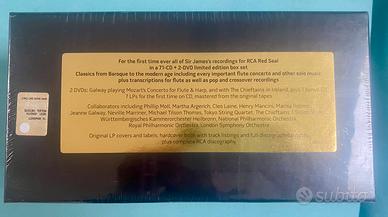 For the first time ever all of Sir James's recordings for RCA Red Seal
in a 71-CD + 2-DVD limited edition box set
Classics from Baroque to the modern age including every important flute concerto and other solo music
plus transcriptions for flute as well as pop and crossover recordings
2 DVDs: Galway playing Mozart's Concerto for Flute & Harp, and with The Chieftains in Ireland, plus 1 bonus CD
7 LPs for the first time on CD, mastered from the original tapes
Collaborators including Phillip Moll, Martha Argerich, Cleo Laine, Henry Mancini, Marisa Robles,
Jeanne Galway, Neville Marriner, Michael Tilson Thomas, Tokyo String Quartet, The Chieftains, I Solisti
Württembergisches Kammerorchester Heilbronn, National Philharmonic Orchestra,
Royal Philharmonic Orchestra, London Symphony Orchestra
Original LP covers and labels, hardcover book with track listings and full discographical
plus complete RCA discography
subito